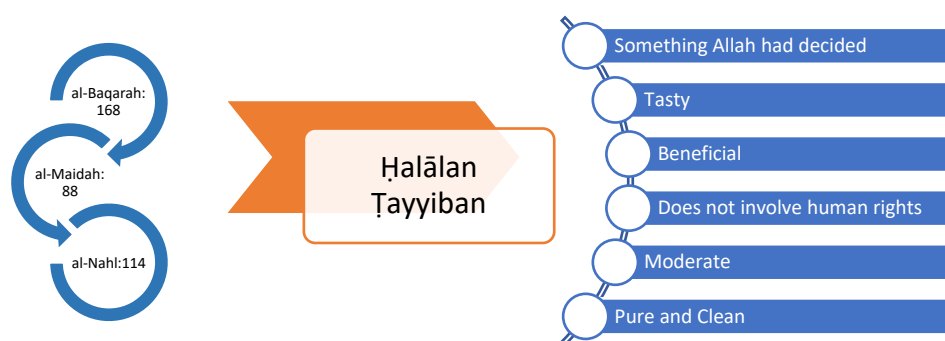 al-Baqarah:
168
al-Maidah:
88
al-Nahl:114
Ḥalālan
Ṭayyiban
Something Allah had decided
Tasty
Beneficial
Does not involve human rights
Moderate
Pure and Clean